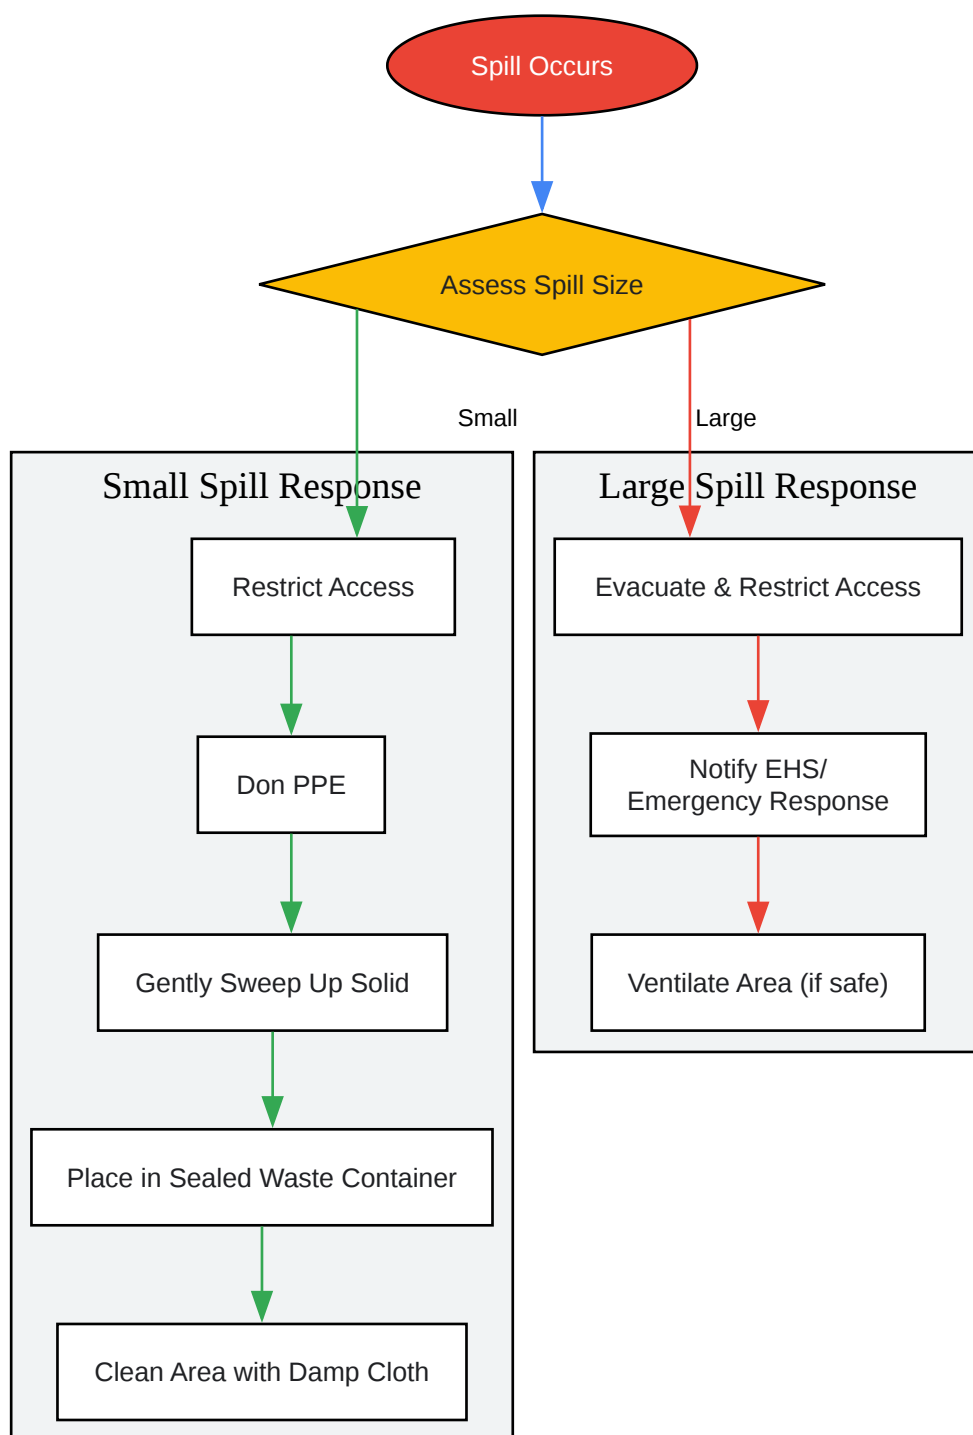 Spill Occurs
Assess Spill Size
Small
Large
Small Spill Response
Restrict Access
Don PPE
Gently Sweep Up Solid
Place in Sealed Waste Container
Clean Area with Damp Cloth
Large Spill Response
Evacuate & Restrict Access
Notify EHS/
Emergency Response
Ventilate Area (if safe)